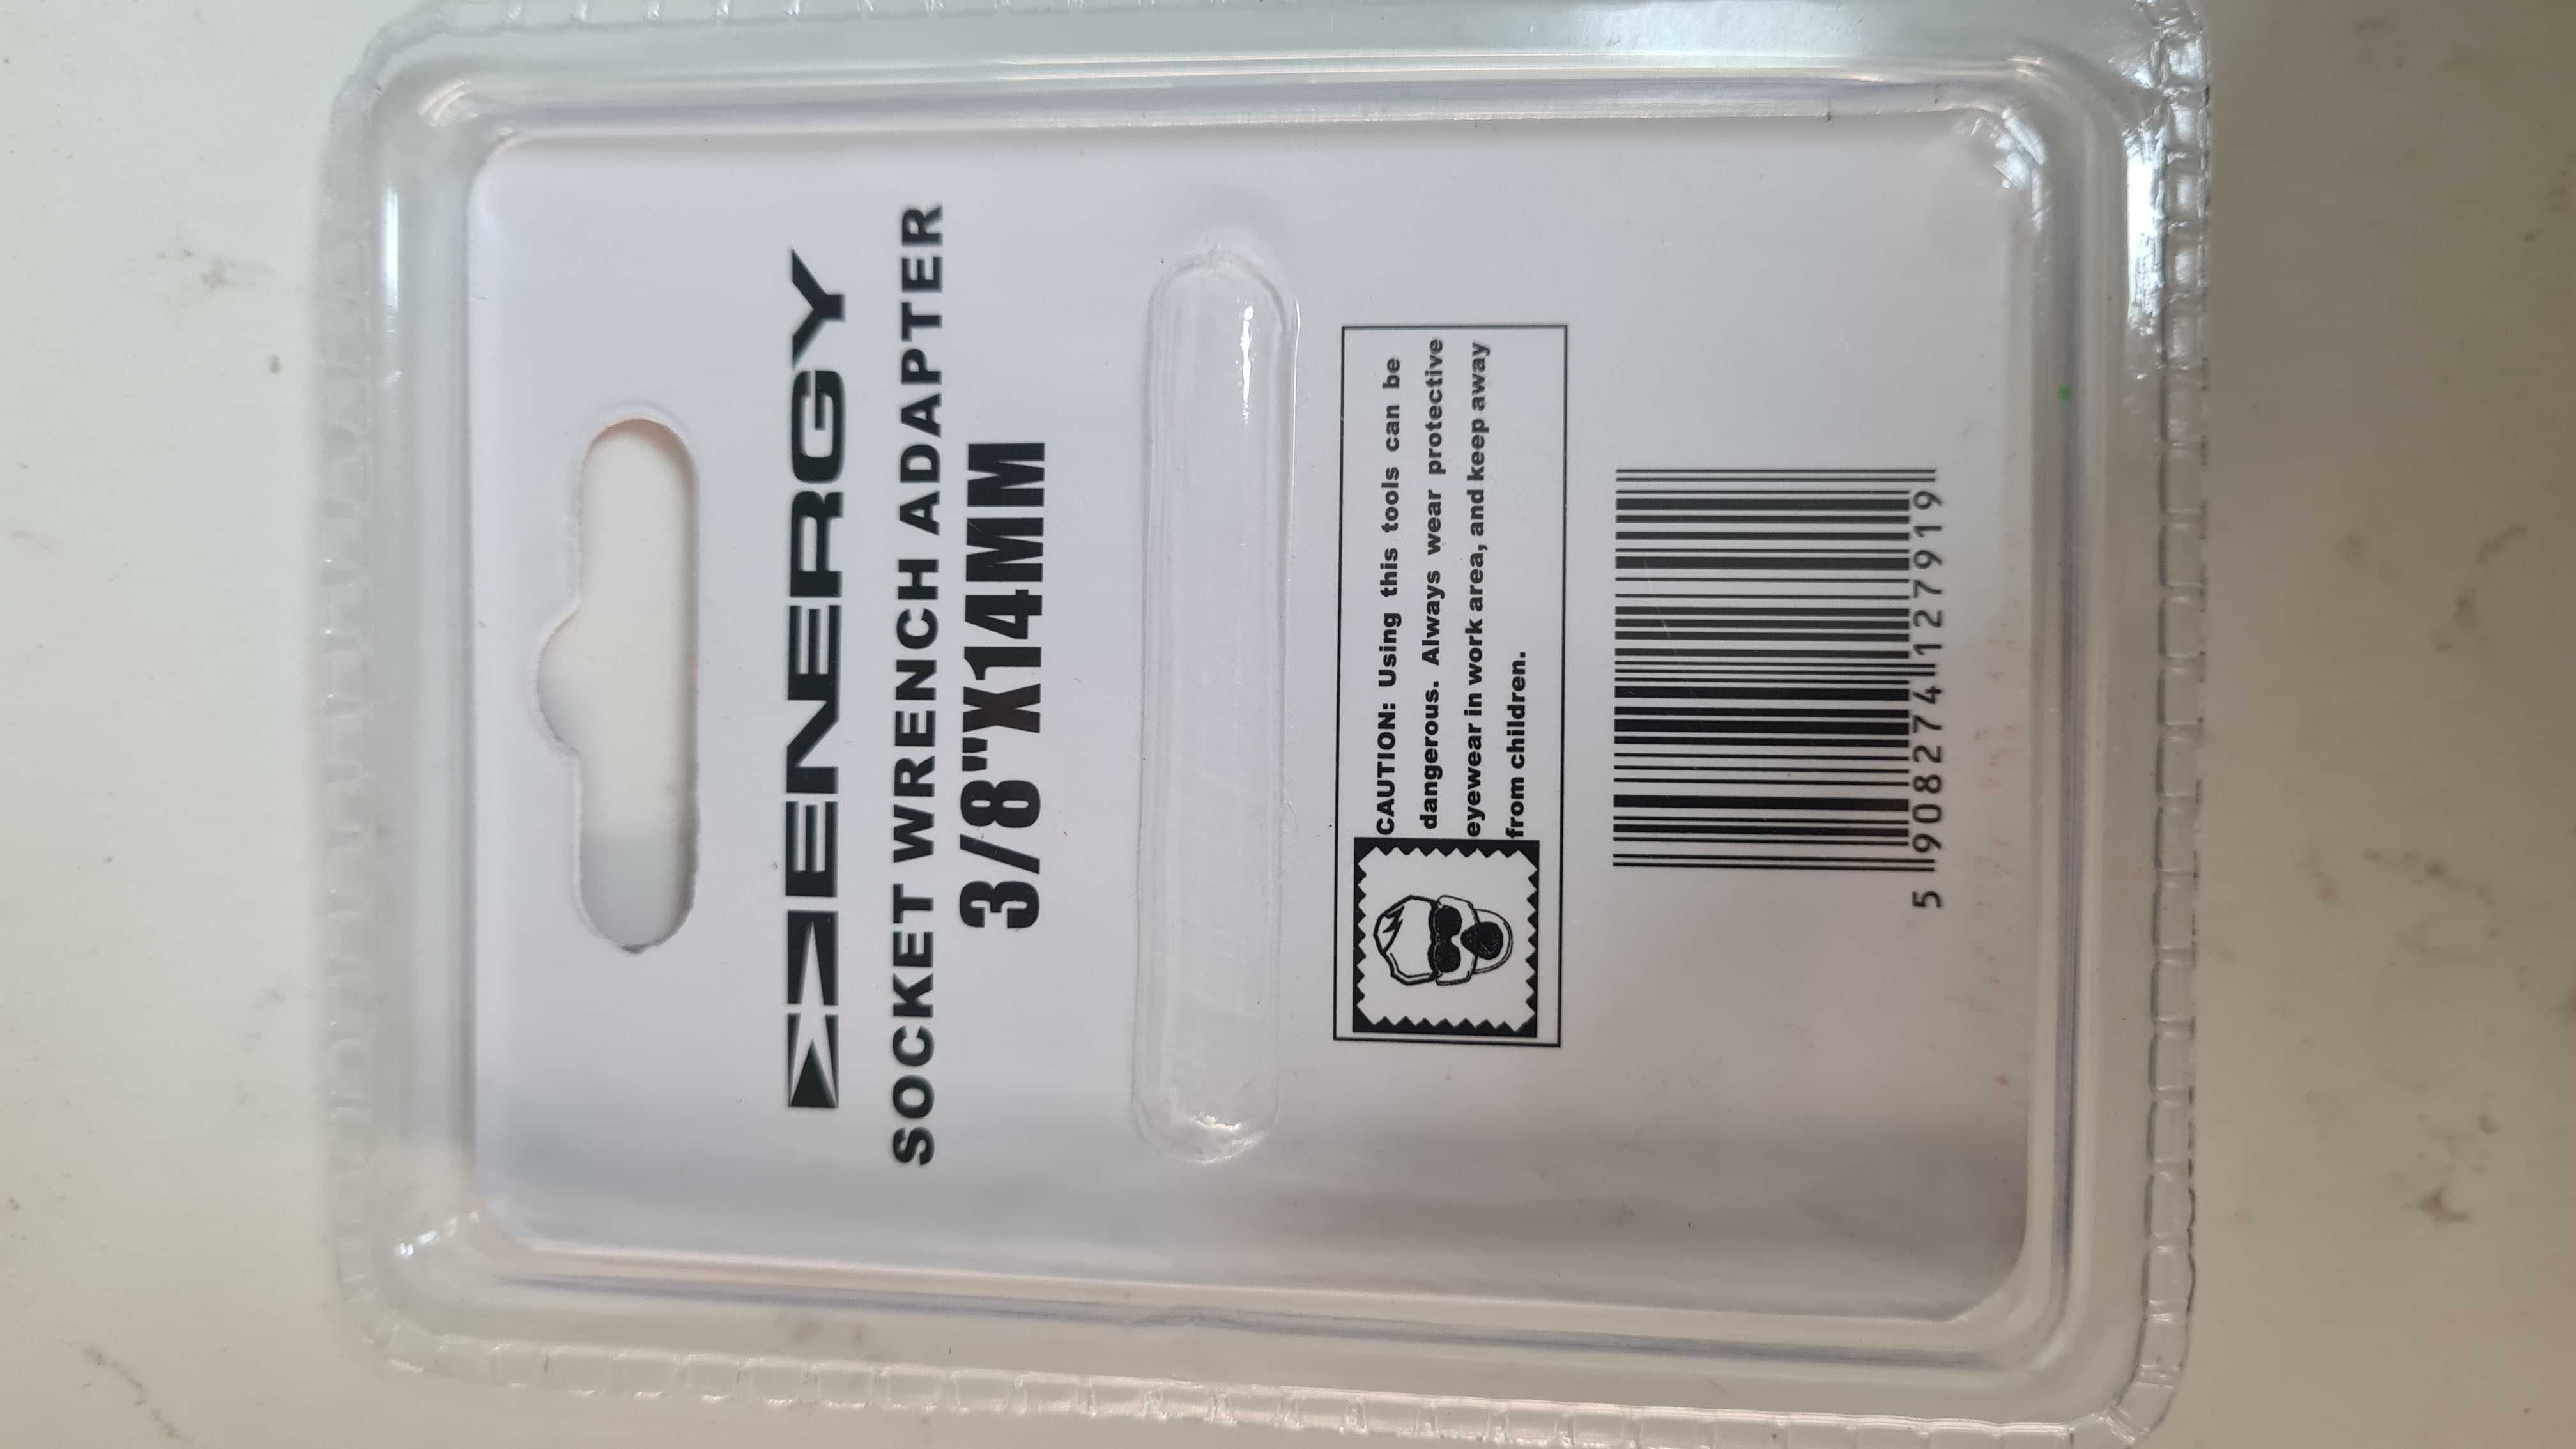 ENERGY
SOCKET WRENCH ADAPTER
3/8"X14MM
CAUTION: Using this tools can be
dangerous. Always wear protective
eyewear in work area, and keep away
from children.
5 908274 127919